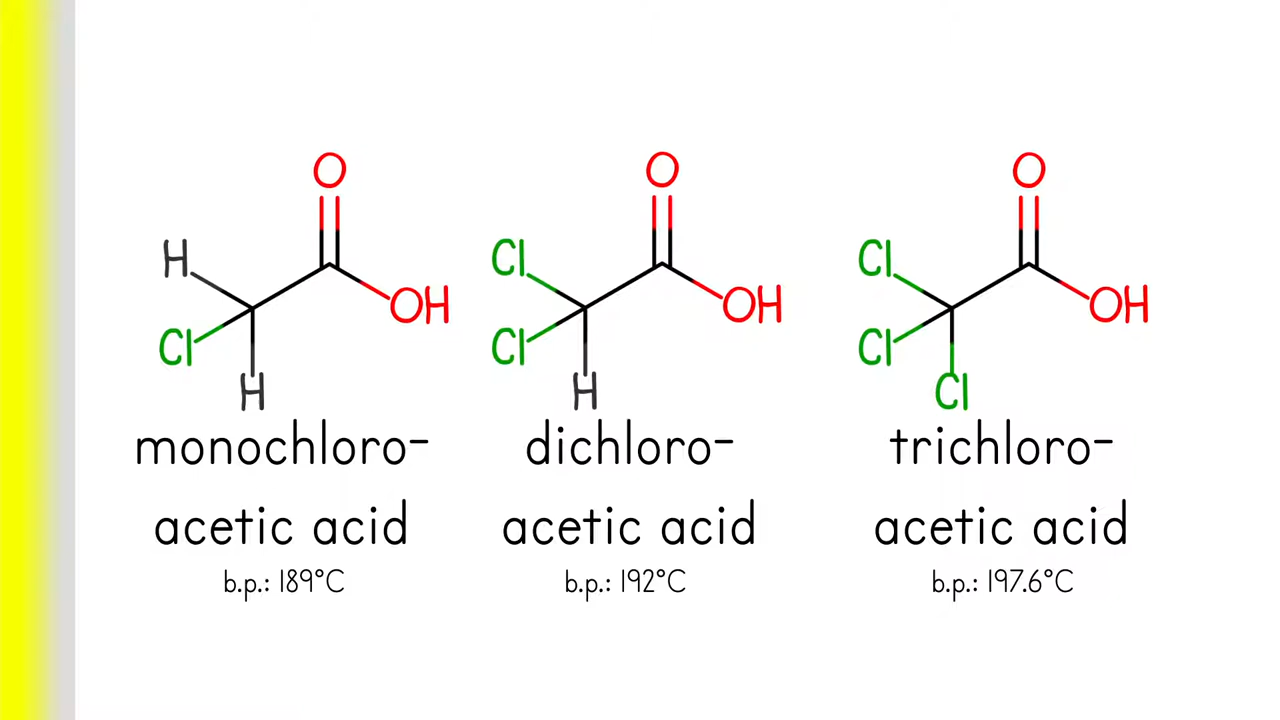 O O O
H Cl Cl
OH OH OH
Cl Cl Cl
H H Cl
monochloro- dichloro- trichloro-
acetic acid acetic acid acetic acid
b.p.: 189°C b.p.: 192°C b.p.: 197.6°C